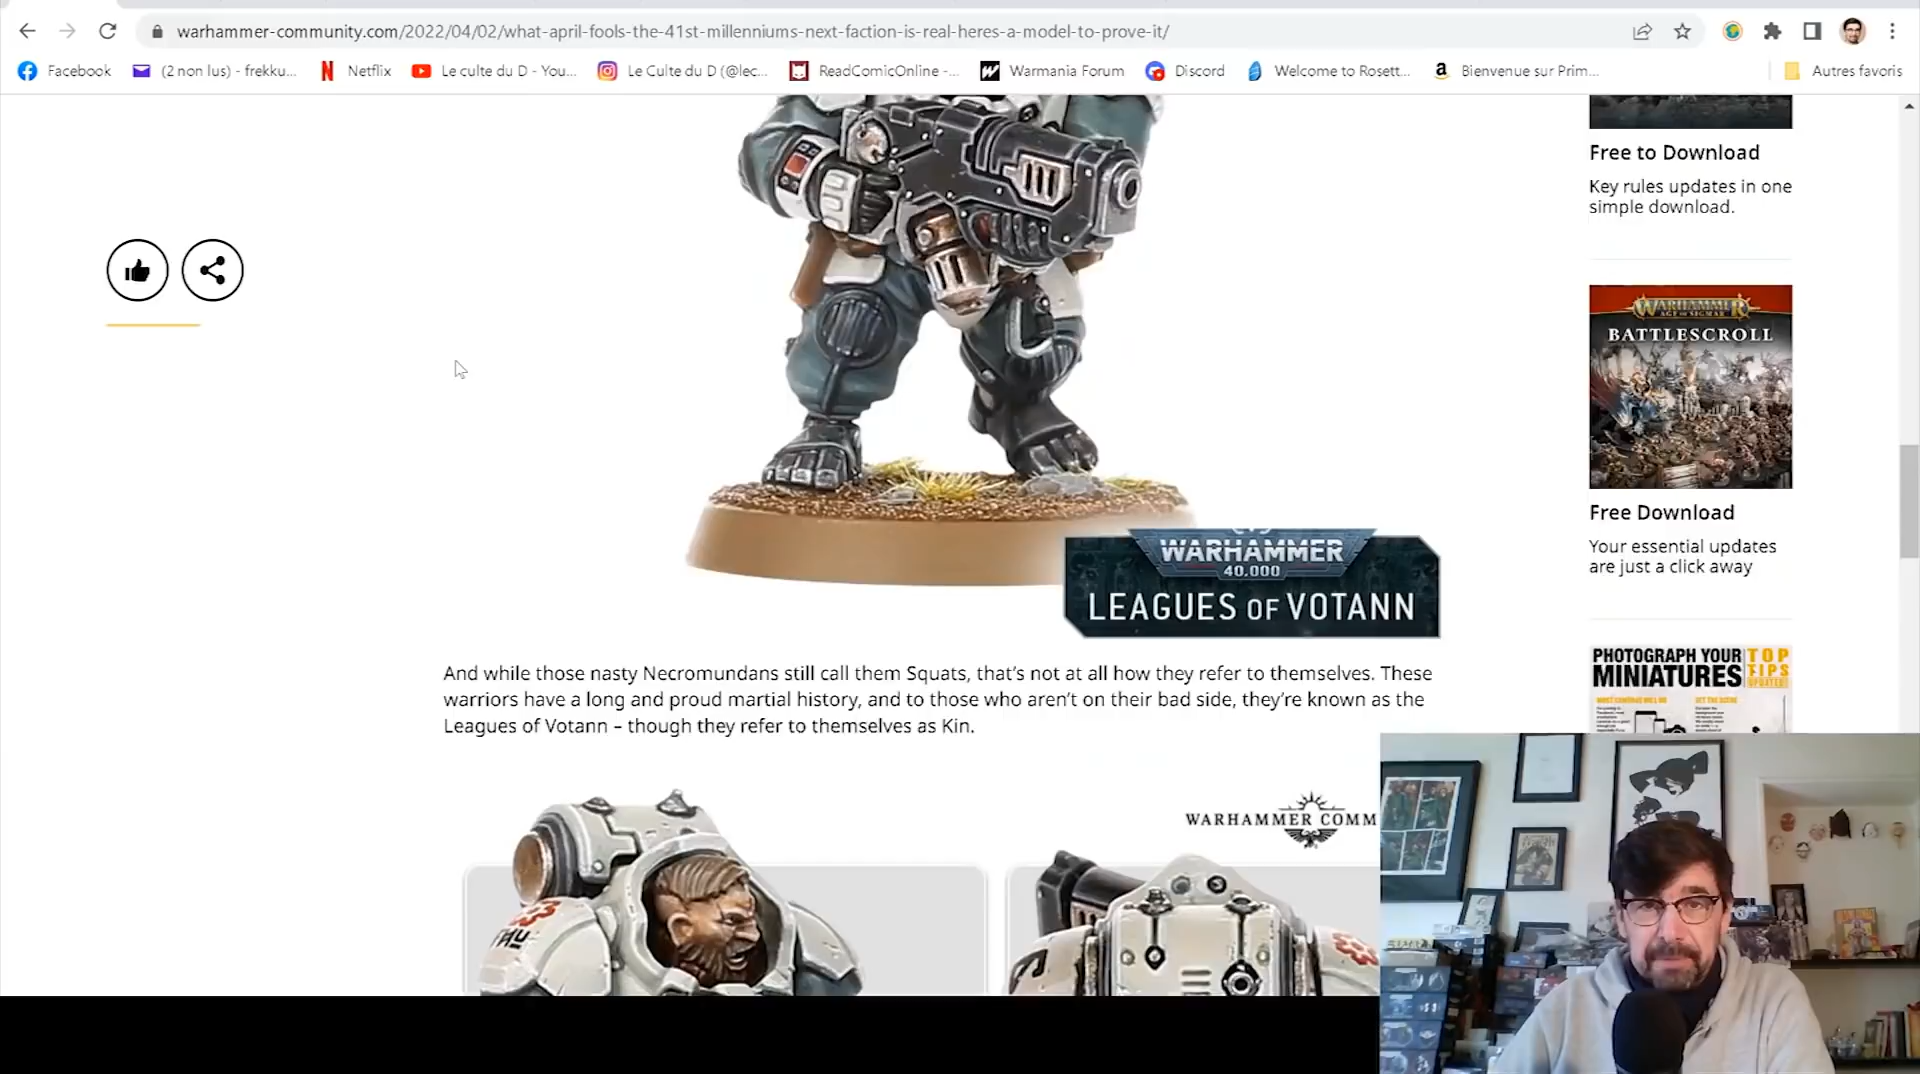 warhammer-community.com/2022/04/02/what-april-fools-the-41st-millenniums-next-faction-is-real-heres-a-model-to-prove-it/
Facebook
(2 non lus) - frekku...
Netflix
Le culte du D - You...
Le Culte du D (@lec...
ReadComicOnline -...
Warmania Forum
Discord
Welcome to Rosett...
Bienvenue sur Prim...
Autres favoris
Free to Download
Key rules updates in one
simple download.
WARHAMMER
AGE OF SIGMAR
BATTLESCROLL
Free Download
Your essential updates
are just a click away
PHOTOGRAPH YOUR
MINIATURES
TOP
TIPS
WARHAMMER
40,000
LEAGUES OF VOTANN
And while those nasty Necromundans still call them Squats, that's not at all how they refer to themselves. These
warriors have a long and proud martial history, and to those who aren't on their bad side, they're known as the
Leagues of Votann – though they refer to themselves as Kin.
WARHAMMER COMM